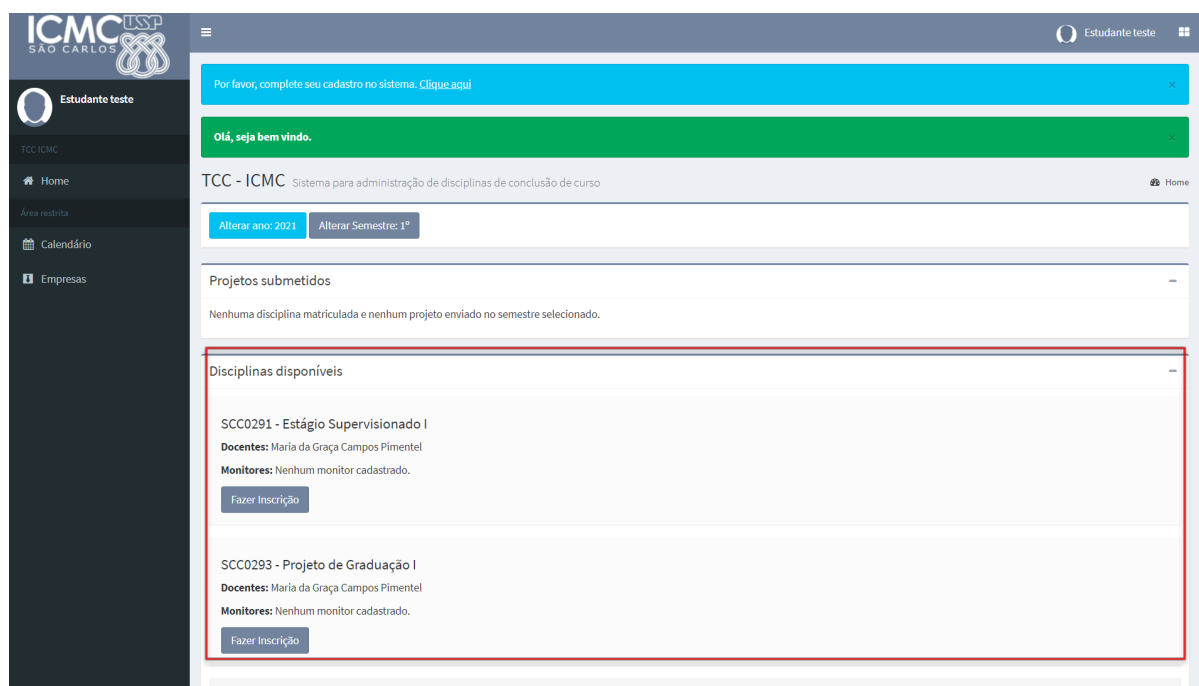 ICMC USP
SÃO CARLOS
Estudante teste
Estudante teste
TCC ICMC
Home
Área restrita
Calendário
Empresas
Por favor, complete seu cadastro no sistema. Clique aqui ×
Olá, seja bem vindo. ×
TCC - ICMC Sistema para administração de disciplinas de conclusão de curso Home
Alterar ano: 2021 Alterar Semestre: 1º
Projetos submetidos
Nenhuma disciplina matriculada e nenhum projeto enviado no semestre selecionado.
Disciplinas disponíveis
SCC0291 - Estágio Supervisionado I
Docentes: Maria da Graça Campos Pimentel
Monitores: Nenhum monitor cadastrado.
Fazer Inscrição
SCC0293 - Projeto de Graduação I
Docentes: Maria da Graça Campos Pimentel
Monitores: Nenhum monitor cadastrado.
Fazer Inscrição